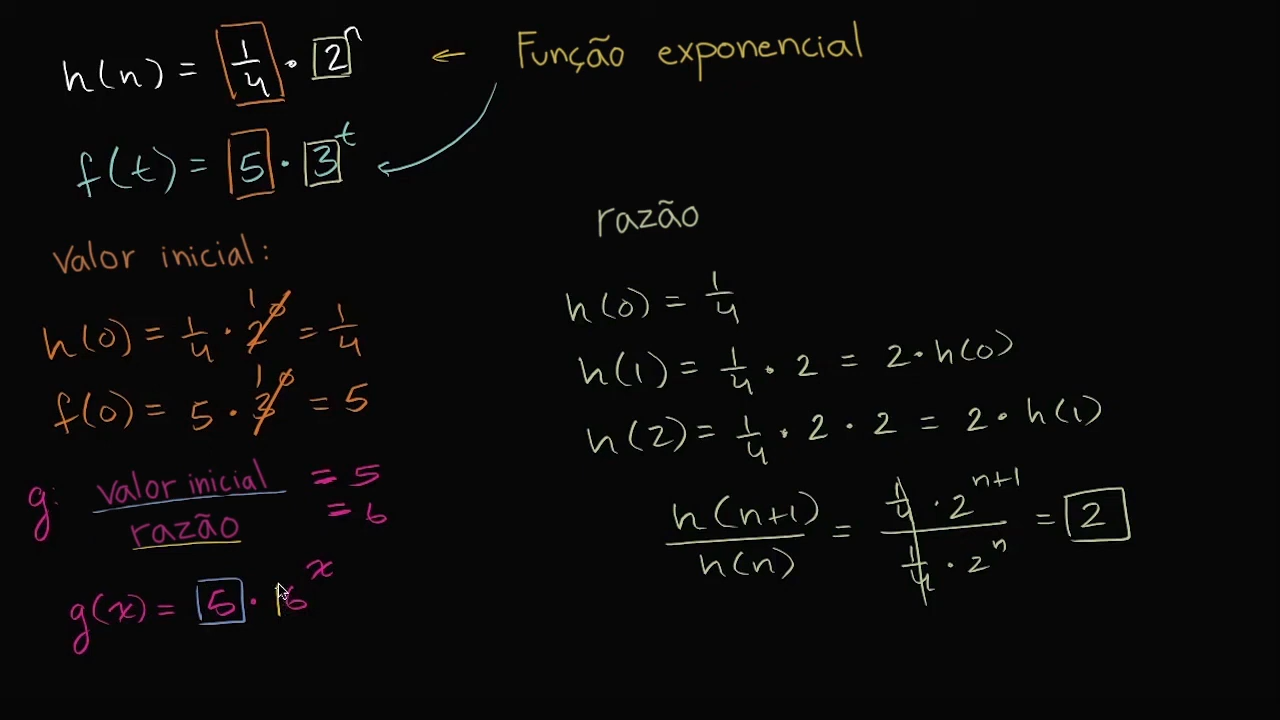 h(n) = 1/4 · 2^n ← Função exponencial
f(t) = 5 · 3^t
Valor inicial:
h(0) = 1/4 · 2^0 1 = 1/4
f(0) = 5 · 3^0 1 = 5
g: valor inicial = 5
razão = 6
g(x) = 5 · 6^x
razão
h(0) = 1/4
h(1) = 1/4 · 2 = 2 · h(0)
h(2) = 1/4 · 2 · 2 = 2 · h(1)
h(n+1)/h(n) = (1/4 · 2^(n+1))/(1/4 · 2^n) = 2